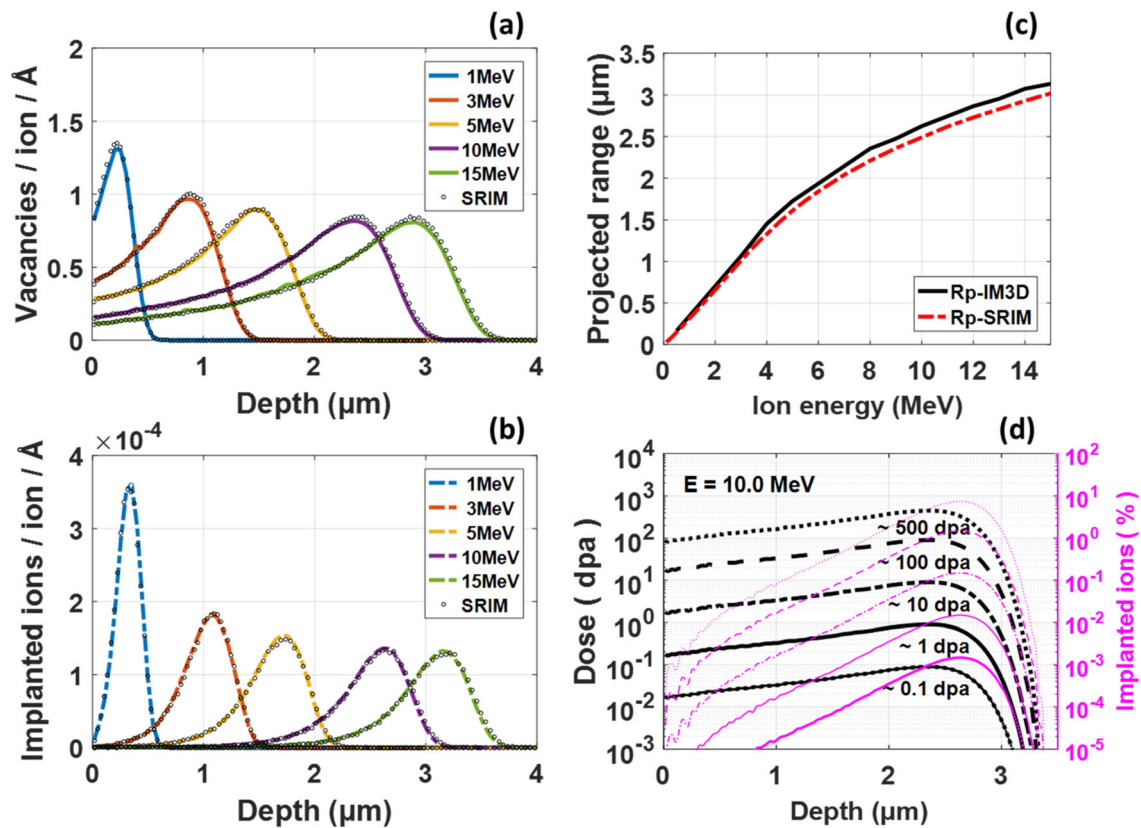 (a)
Vacancies / ion / Å
2
1.5
1
0.5
0
1MeV
3MeV
5MeV
10MeV
15MeV
SRIM
0 1 2 3 4
Depth (μm)
(c)
Projected range (μm)
3.5
3
2.5
2
1.5
1
0.5
0
Rp-IM3D
Rp-SRIM
0 2 4 6 8 10 12 14
Ion energy (MeV)
(b)
×10⁻⁴
Implanted ions / ion / Å
4
3
2
1
0
1MeV
3MeV
5MeV
10MeV
15MeV
SRIM
0 1 2 3 4
Depth (μm)
(d)
Dose ( dpa )
10⁴
10³
10²
10¹
10⁰
10⁻¹
10⁻²
10⁻³
E = 10.0 MeV
~ 500 dpa
~ 100 dpa
~ 10 dpa
~ 1 dpa
~ 0.1 dpa
10²
10¹
10⁰
10⁻¹
10⁻²
10⁻³
10⁻⁴
10⁻⁵
Implanted ions ( % )
0 1 2 3
Depth (μm)